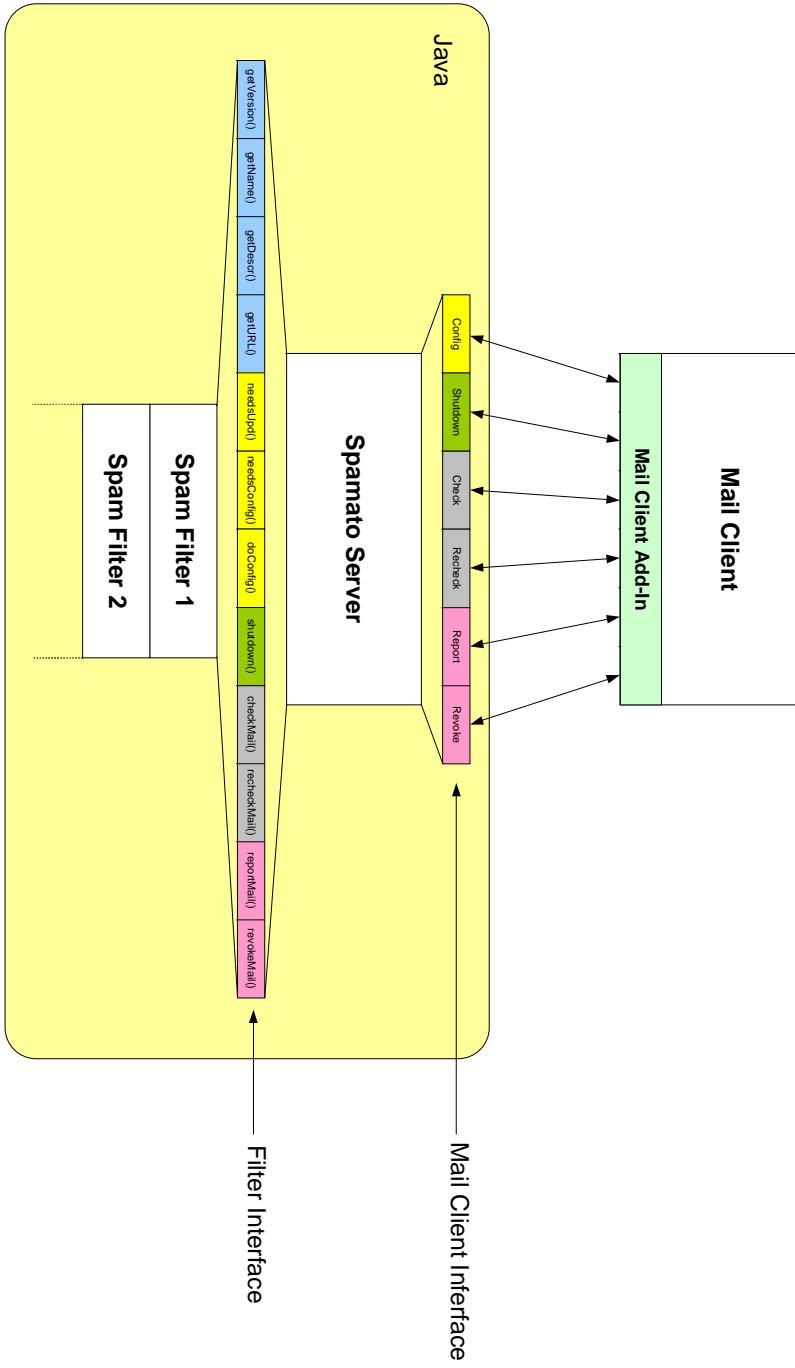 Mail Client
Mail Client Add-In
Java
Config
Shutdown
Check
Recheck
Report
Revoke
Mail Client Inferface
Spamato Server
getVersion()
getName()
getDescr()
getURL()
needsUpd()
needsConfig()
doConfig()
shutdown()
checkMail()
recheckMail()
reportMail()
revokeMail()
Filter Interface
Spam Filter 1
Spam Filter 2